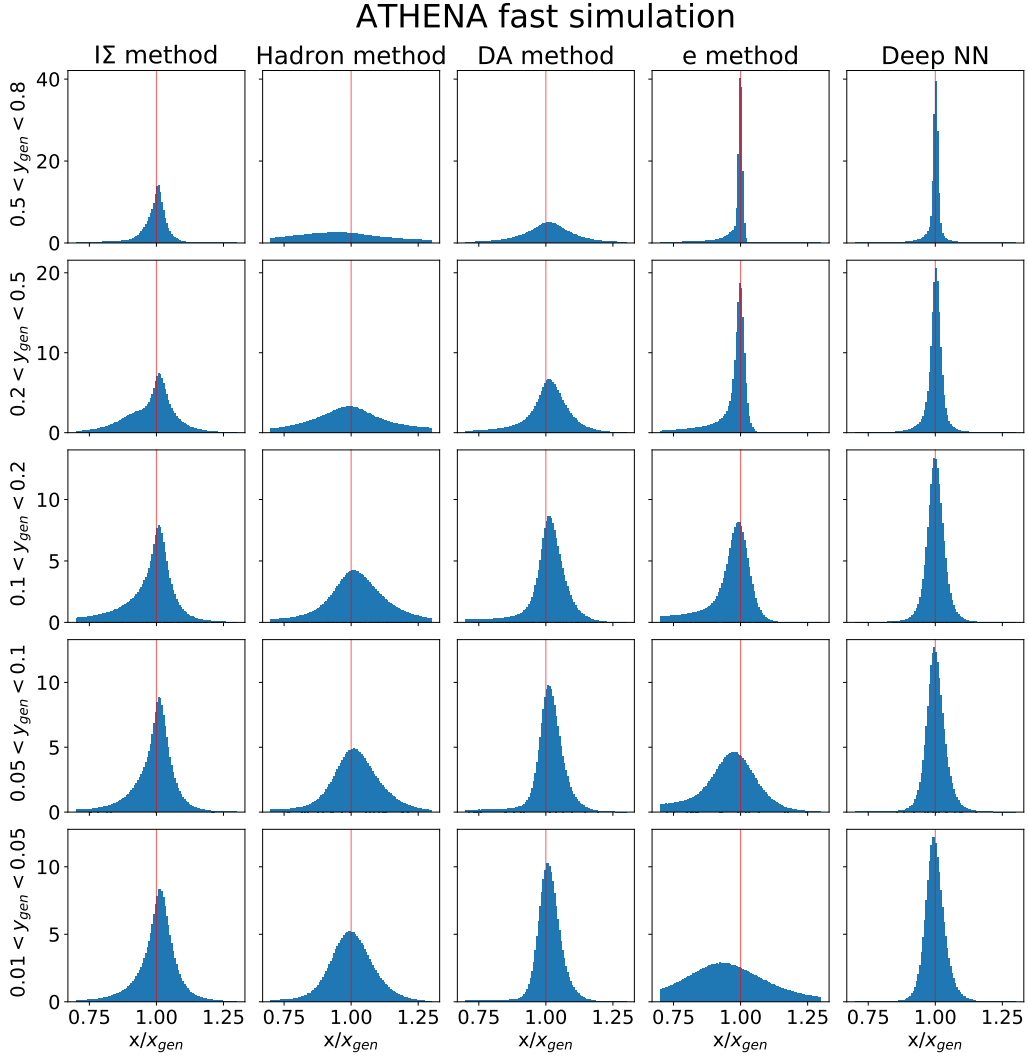 ATHENA fast simulation
IΣ method Hadron method DA method e method Deep NN
0.5 < y_gen < 0.8
40
20
0
0.2 < y_gen < 0.5
20
10
0
0.1 < y_gen < 0.2
10
5
0
0.05 < y_gen < 0.1
10
5
0
0.01 < y_gen < 0.05
10
5
0
0.75 1.00 1.25 0.75 1.00 1.25 0.75 1.00 1.25 0.75 1.00 1.25 0.75 1.00 1.25
x/x_gen x/x_gen x/x_gen x/x_gen x/x_gen